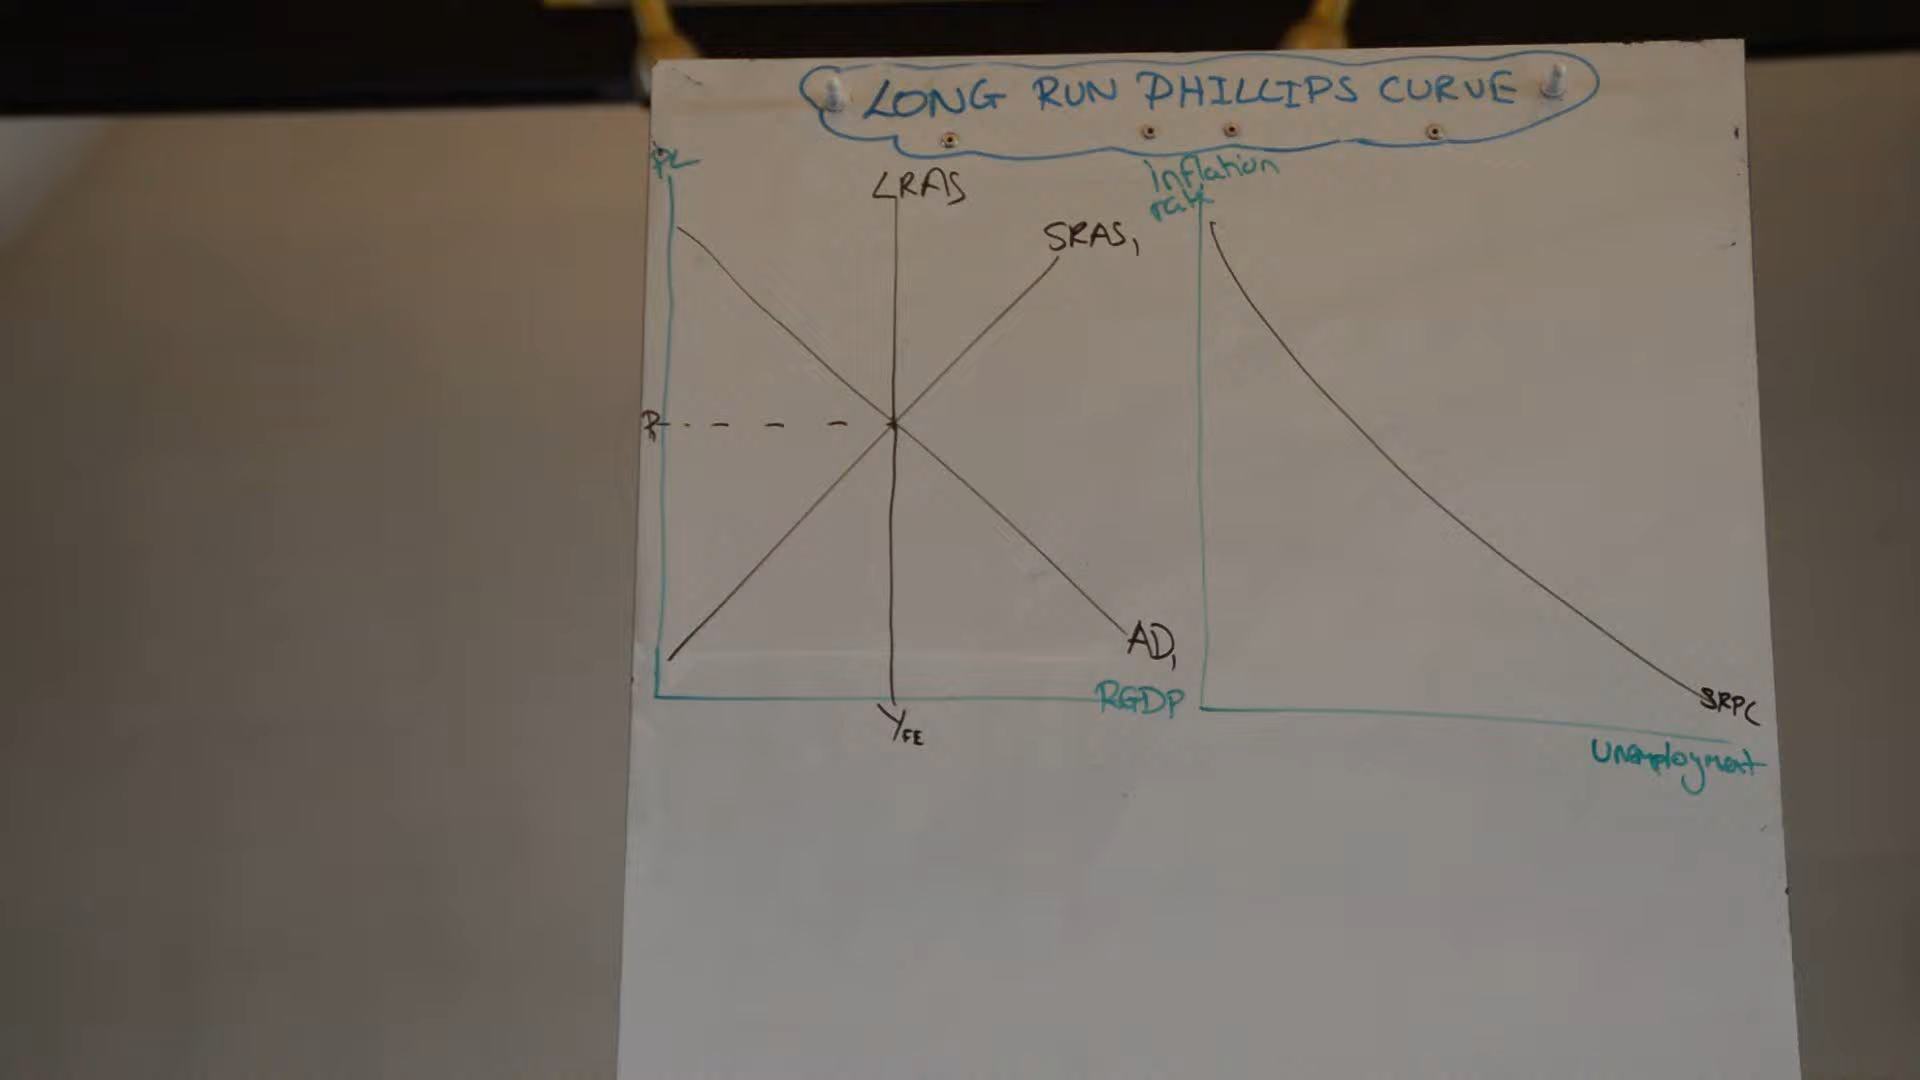 LONG RUN PHILLIPS CURVE
PL
LRAS
SRAS₁
Inflation
rate
P₁
AD₁
RGDP
YFE
SRPC
Unemployment